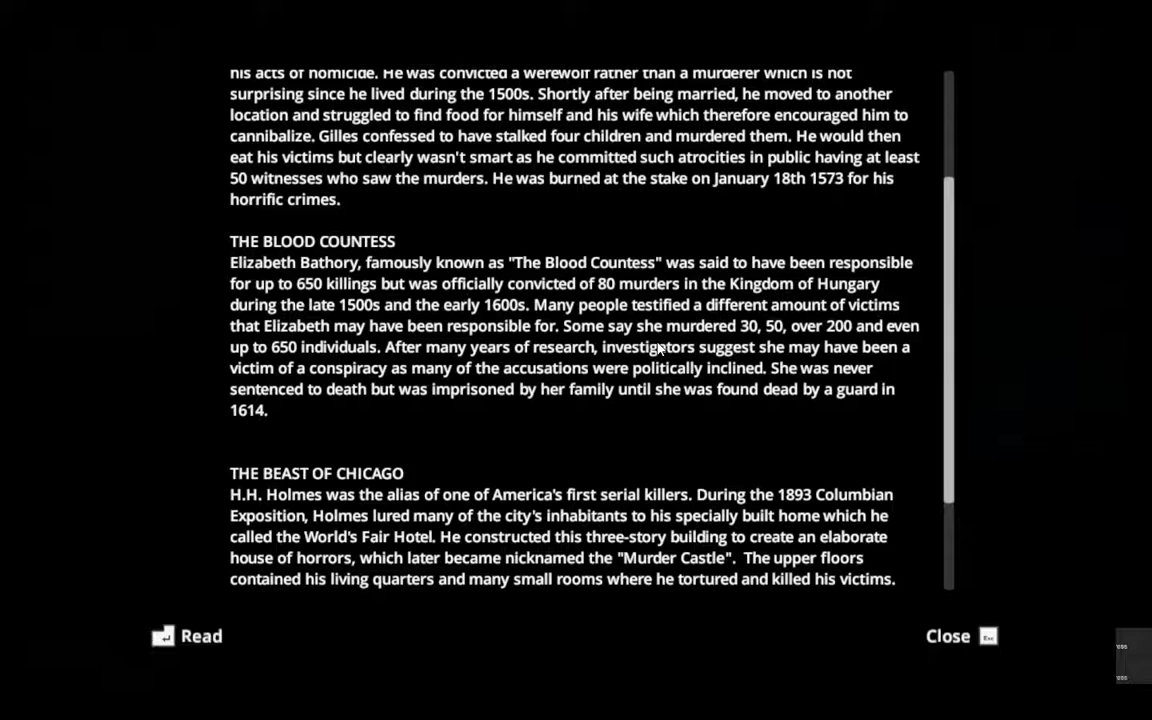 his acts of homicide. He was convicted a werewolf rather than a murderer which is not
surprising since he lived during the 1500s. Shortly after being married, he moved to another
location and struggled to find food for himself and his wife which therefore encouraged him to
cannibalize. Gilles confessed to have stalked four children and murdered them. He would then
eat his victims but clearly wasn't smart as he committed such atrocities in public having at least
50 witnesses who saw the murders. He was burned at the stake on January 18th 1573 for his
horrific crimes.
THE BLOOD COUNTESS
Elizabeth Bathory, famously known as "The Blood Countess" was said to have been responsible
for up to 650 killings but was officially convicted of 80 murders in the Kingdom of Hungary
during the late 1500s and the early 1600s. Many people testified a different amount of victims
that Elizabeth may have been responsible for. Some say she murdered 30, 50, over 200 and even
up to 650 individuals. After many years of research, investigators suggest she may have been a
victim of a conspiracy as many of the accusations were politically inclined. She was never
sentenced to death but was imprisoned by her family until she was found dead by a guard in
1614.
THE BEAST OF CHICAGO
H.H. Holmes was the alias of one of America's first serial killers. During the 1893 Columbian
Exposition, Holmes lured many of the city's inhabitants to his specially built home which he
called the World's Fair Hotel. He constructed this three-story building to create an elaborate
house of horrors, which later became nicknamed the "Murder Castle".  The upper floors
contained his living quarters and many small rooms where he tortured and killed his victims.
Read
Close Esc